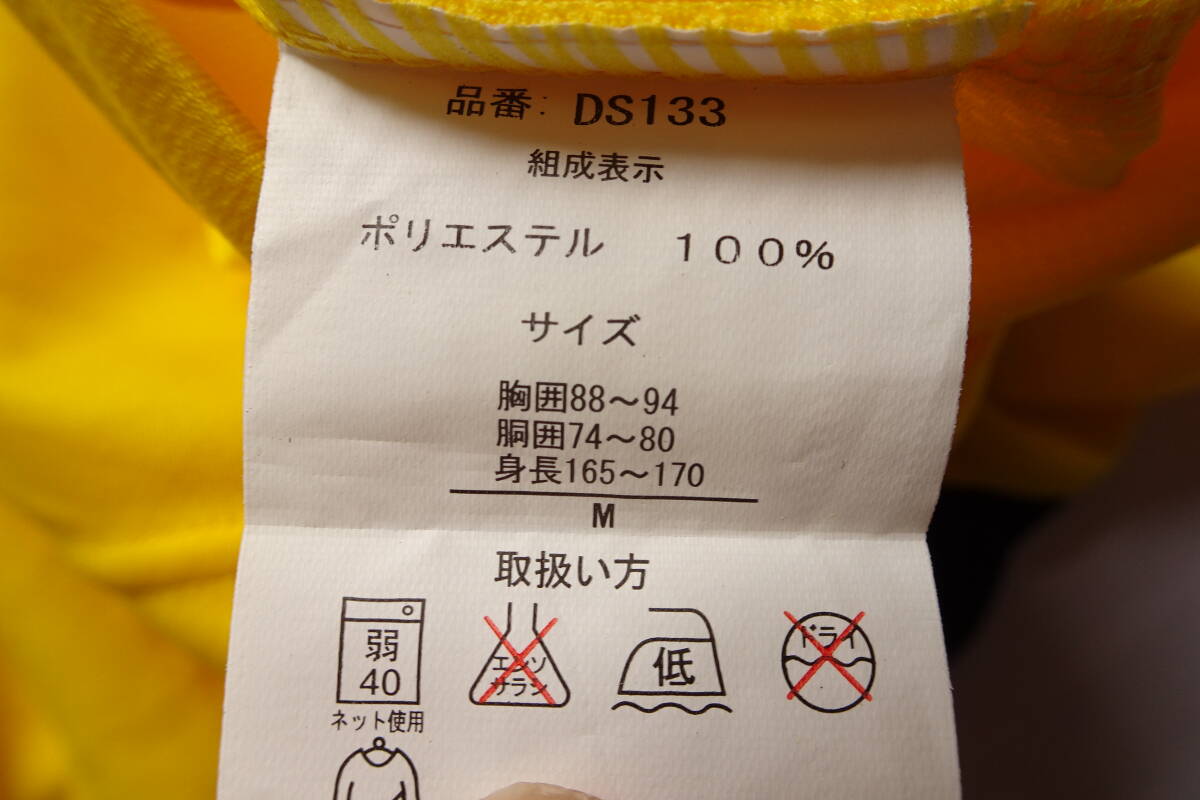 品番: DS133
組成表示
ポリエステル　１００％
サイズ
胸囲88～94
胴囲74～80
身長165～170
M
取扱い方
弱
40
ネット使用
エンソ
サラシ
低
ドライ